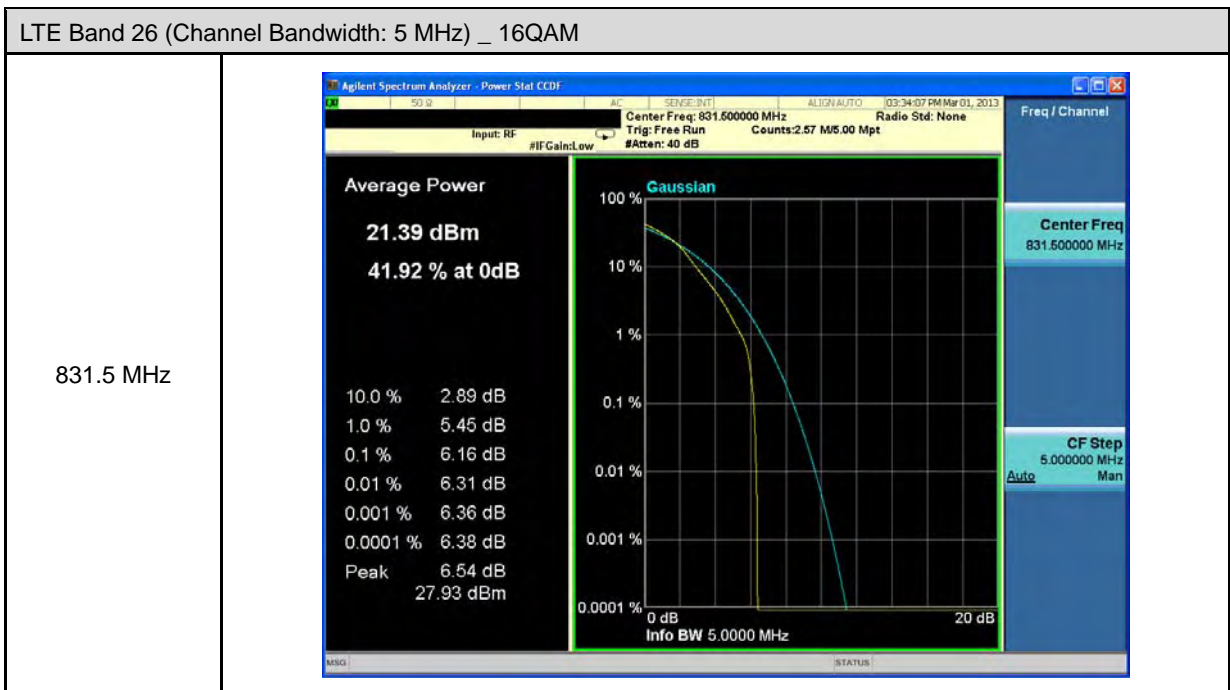 LTE Band 26 (Channel Bandwidth: 5 MHz) _ 16QAM
831.5 MHz
Agilent Spectrum Analyzer - Power Stat CCDF
50 Ω AC SENSE:INT ALIGN AUTO 03:34:07 PM Mar 01, 2013
Center Freq: 831.500000 MHz Radio Std: None
Input: RF Trig: Free Run Counts:2.57 M/5.00 Mpt
#IFGain:Low #Atten: 40 dB
Average Power
21.39 dBm
41.92 % at 0dB
10.0 % 2.89 dB
1.0 % 5.45 dB
0.1 % 6.16 dB
0.01 % 6.31 dB
0.001 % 6.36 dB
0.0001 % 6.38 dB
Peak 6.54 dB
27.93 dBm
Gaussian
100 %
10 %
1 %
0.1 %
0.01 %
0.001 %
0.0001 %
0 dB 20 dB
Info BW 5.0000 MHz
Freq / Channel
Center Freq
831.500000 MHz
CF Step
5.000000 MHz
Auto Man
MSG STATUS